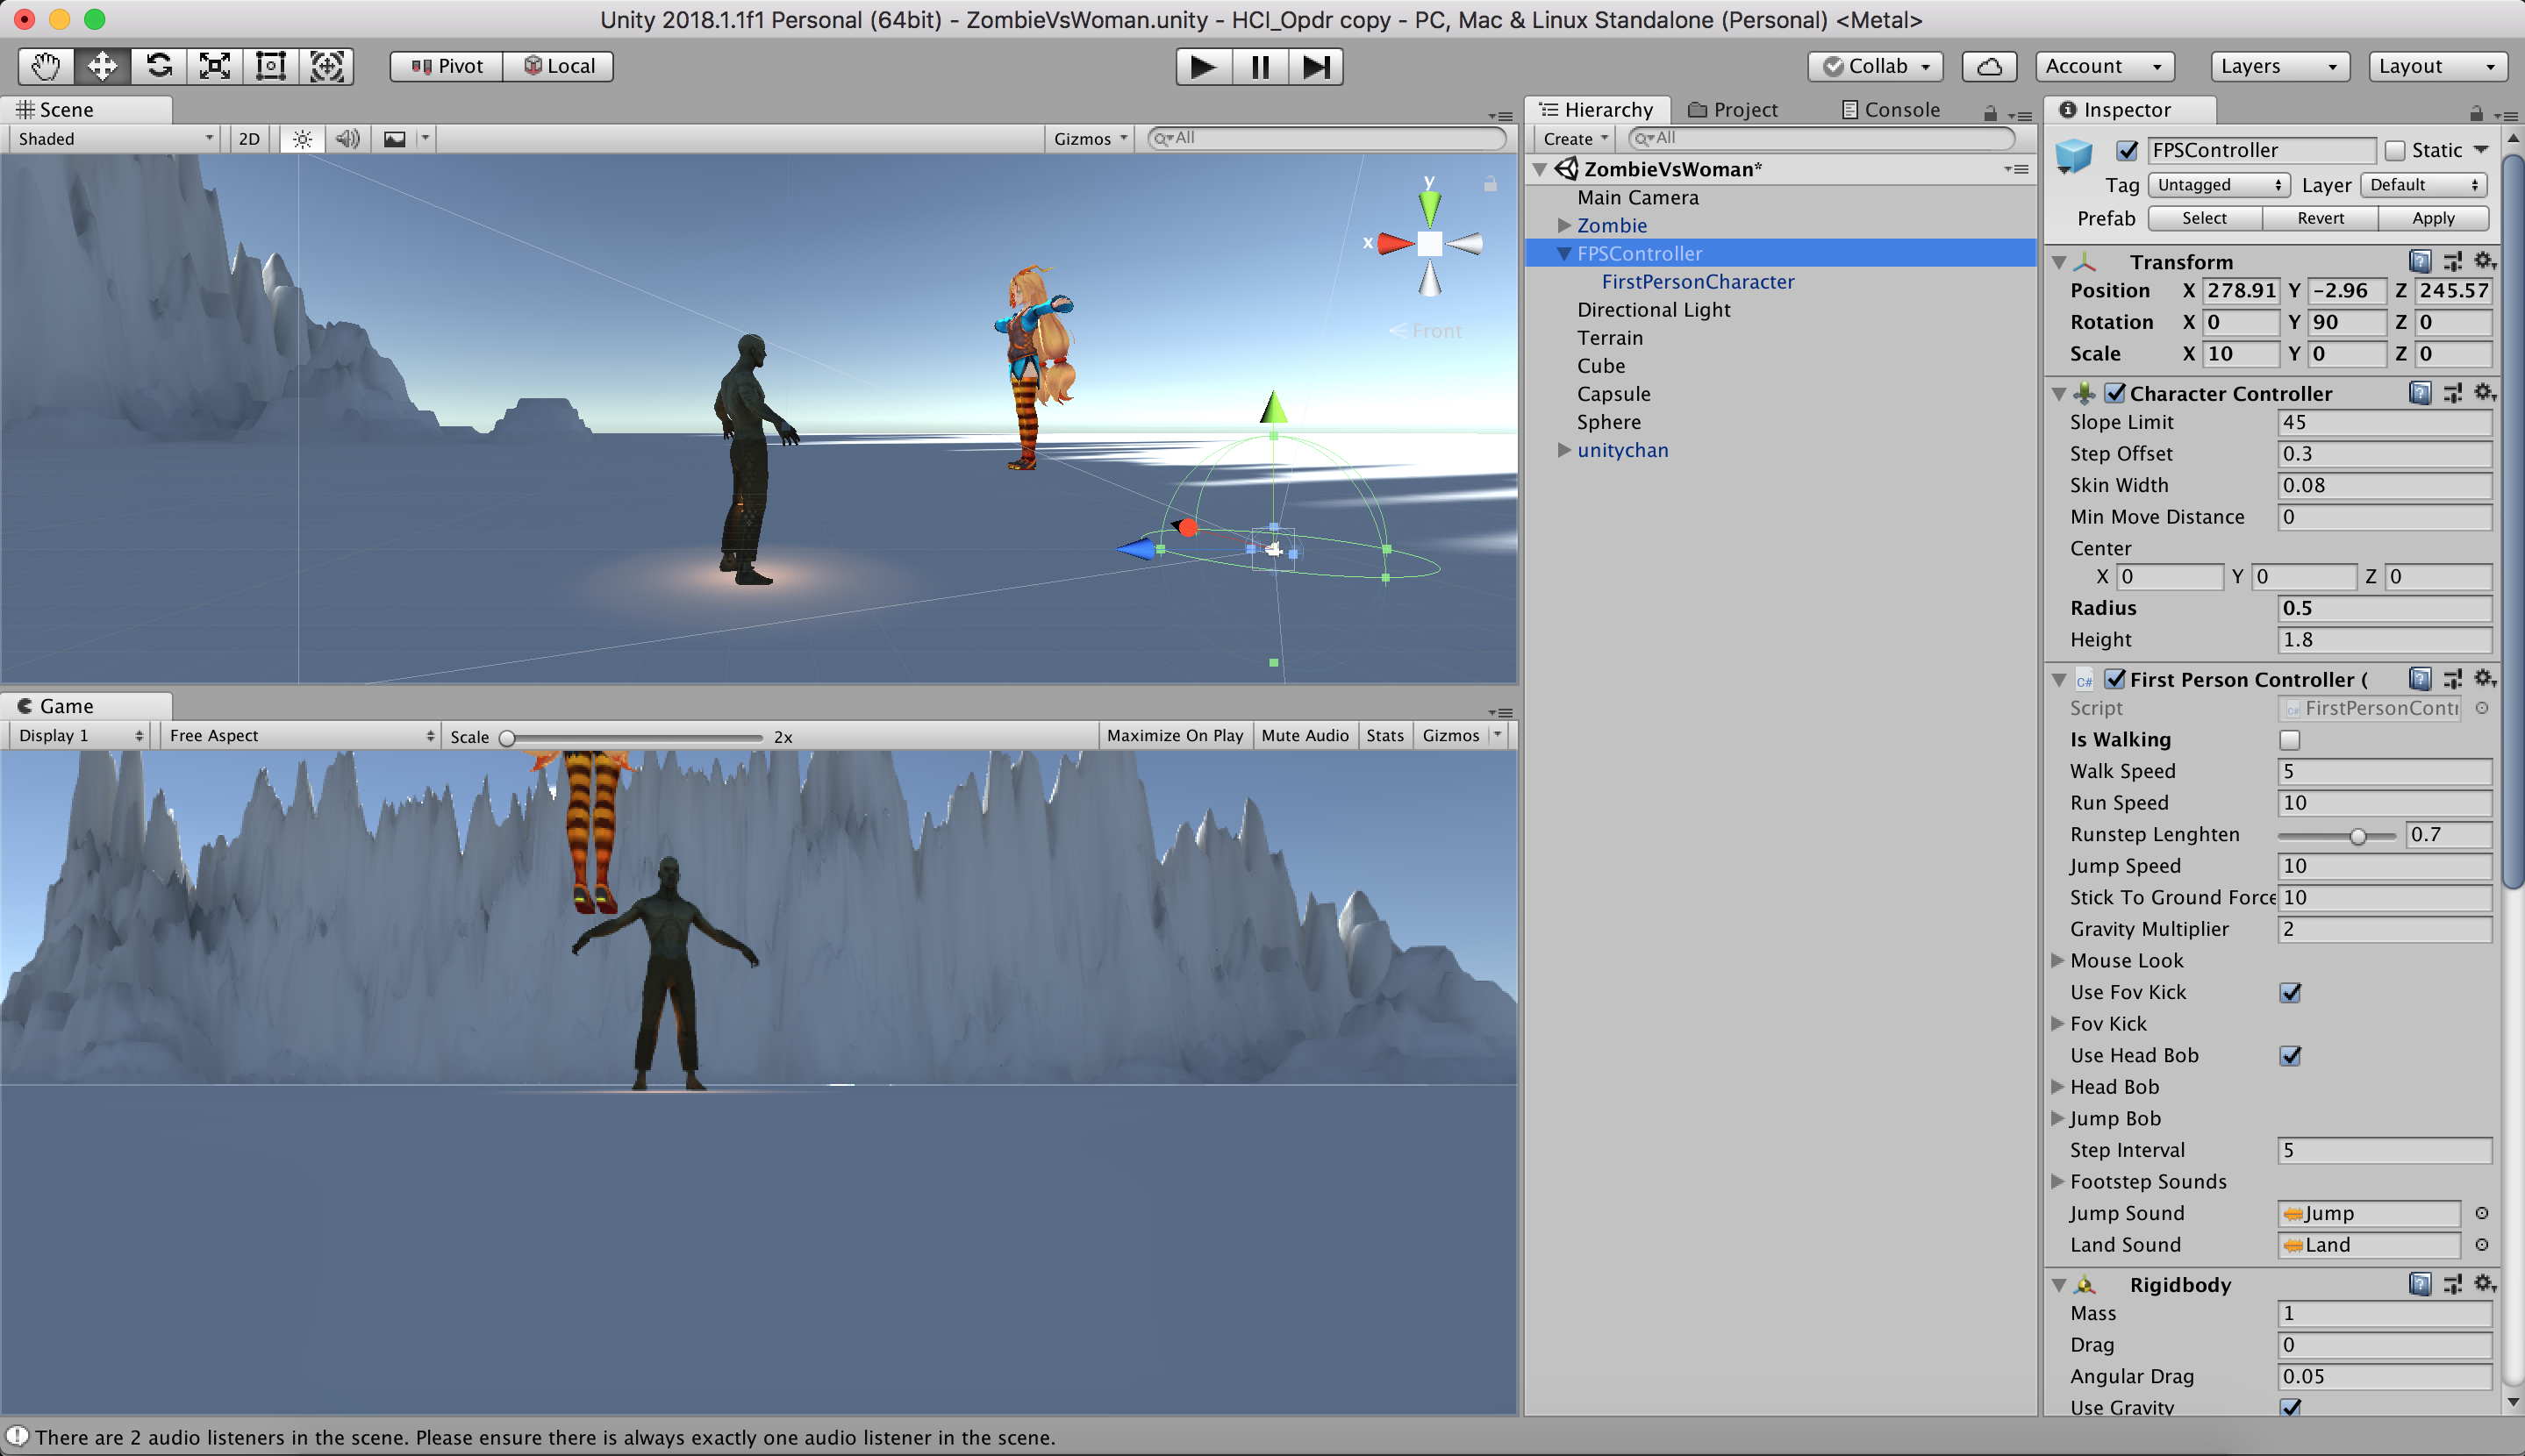 Unity 2018.1.1f1 Personal (64bit) - ZombieVsWoman.unity - HCI_Opdr copy - PC, Mac & Linux Standalone (Personal) <Metal>
Pivot Local Collab Account Layers Layout
Scene
Shaded 2D Gizmos All
y
x
Front
Game
Display 1 Free Aspect Scale 2x Maximize On Play Mute Audio Stats Gizmos
Hierarchy Project Console
Create All
ZombieVsWoman*
Main Camera
Zombie
FPSController
FirstPersonCharacter
Directional Light
Terrain
Cube
Capsule
Sphere
unitychan
Inspector
FPSController Static
Tag Untagged Layer Default
Prefab Select Revert Apply
Transform
Position X 278.91 Y -2.96 Z 245.57
Rotation X 0 Y 90 Z 0
Scale X 10 Y 0 Z 0
Character Controller
Slope Limit 45
Step Offset 0.3
Skin Width 0.08
Min Move Distance 0
Center
X 0 Y 0 Z 0
Radius 0.5
Height 1.8
C# First Person Controller (
Script FirstPersonContr
Is Walking
Walk Speed 5
Run Speed 10
Runstep Lenghten 0.7
Jump Speed 10
Stick To Ground Force 10
Gravity Multiplier 2
Mouse Look
Use Fov Kick
Fov Kick
Use Head Bob
Head Bob
Jump Bob
Step Interval 5
Footstep Sounds
Jump Sound Jump
Land Sound Land
Rigidbody
Mass 1
Drag 0
Angular Drag 0.05
Use Gravity
There are 2 audio listeners in the scene. Please ensure there is always exactly one audio listener in the scene.